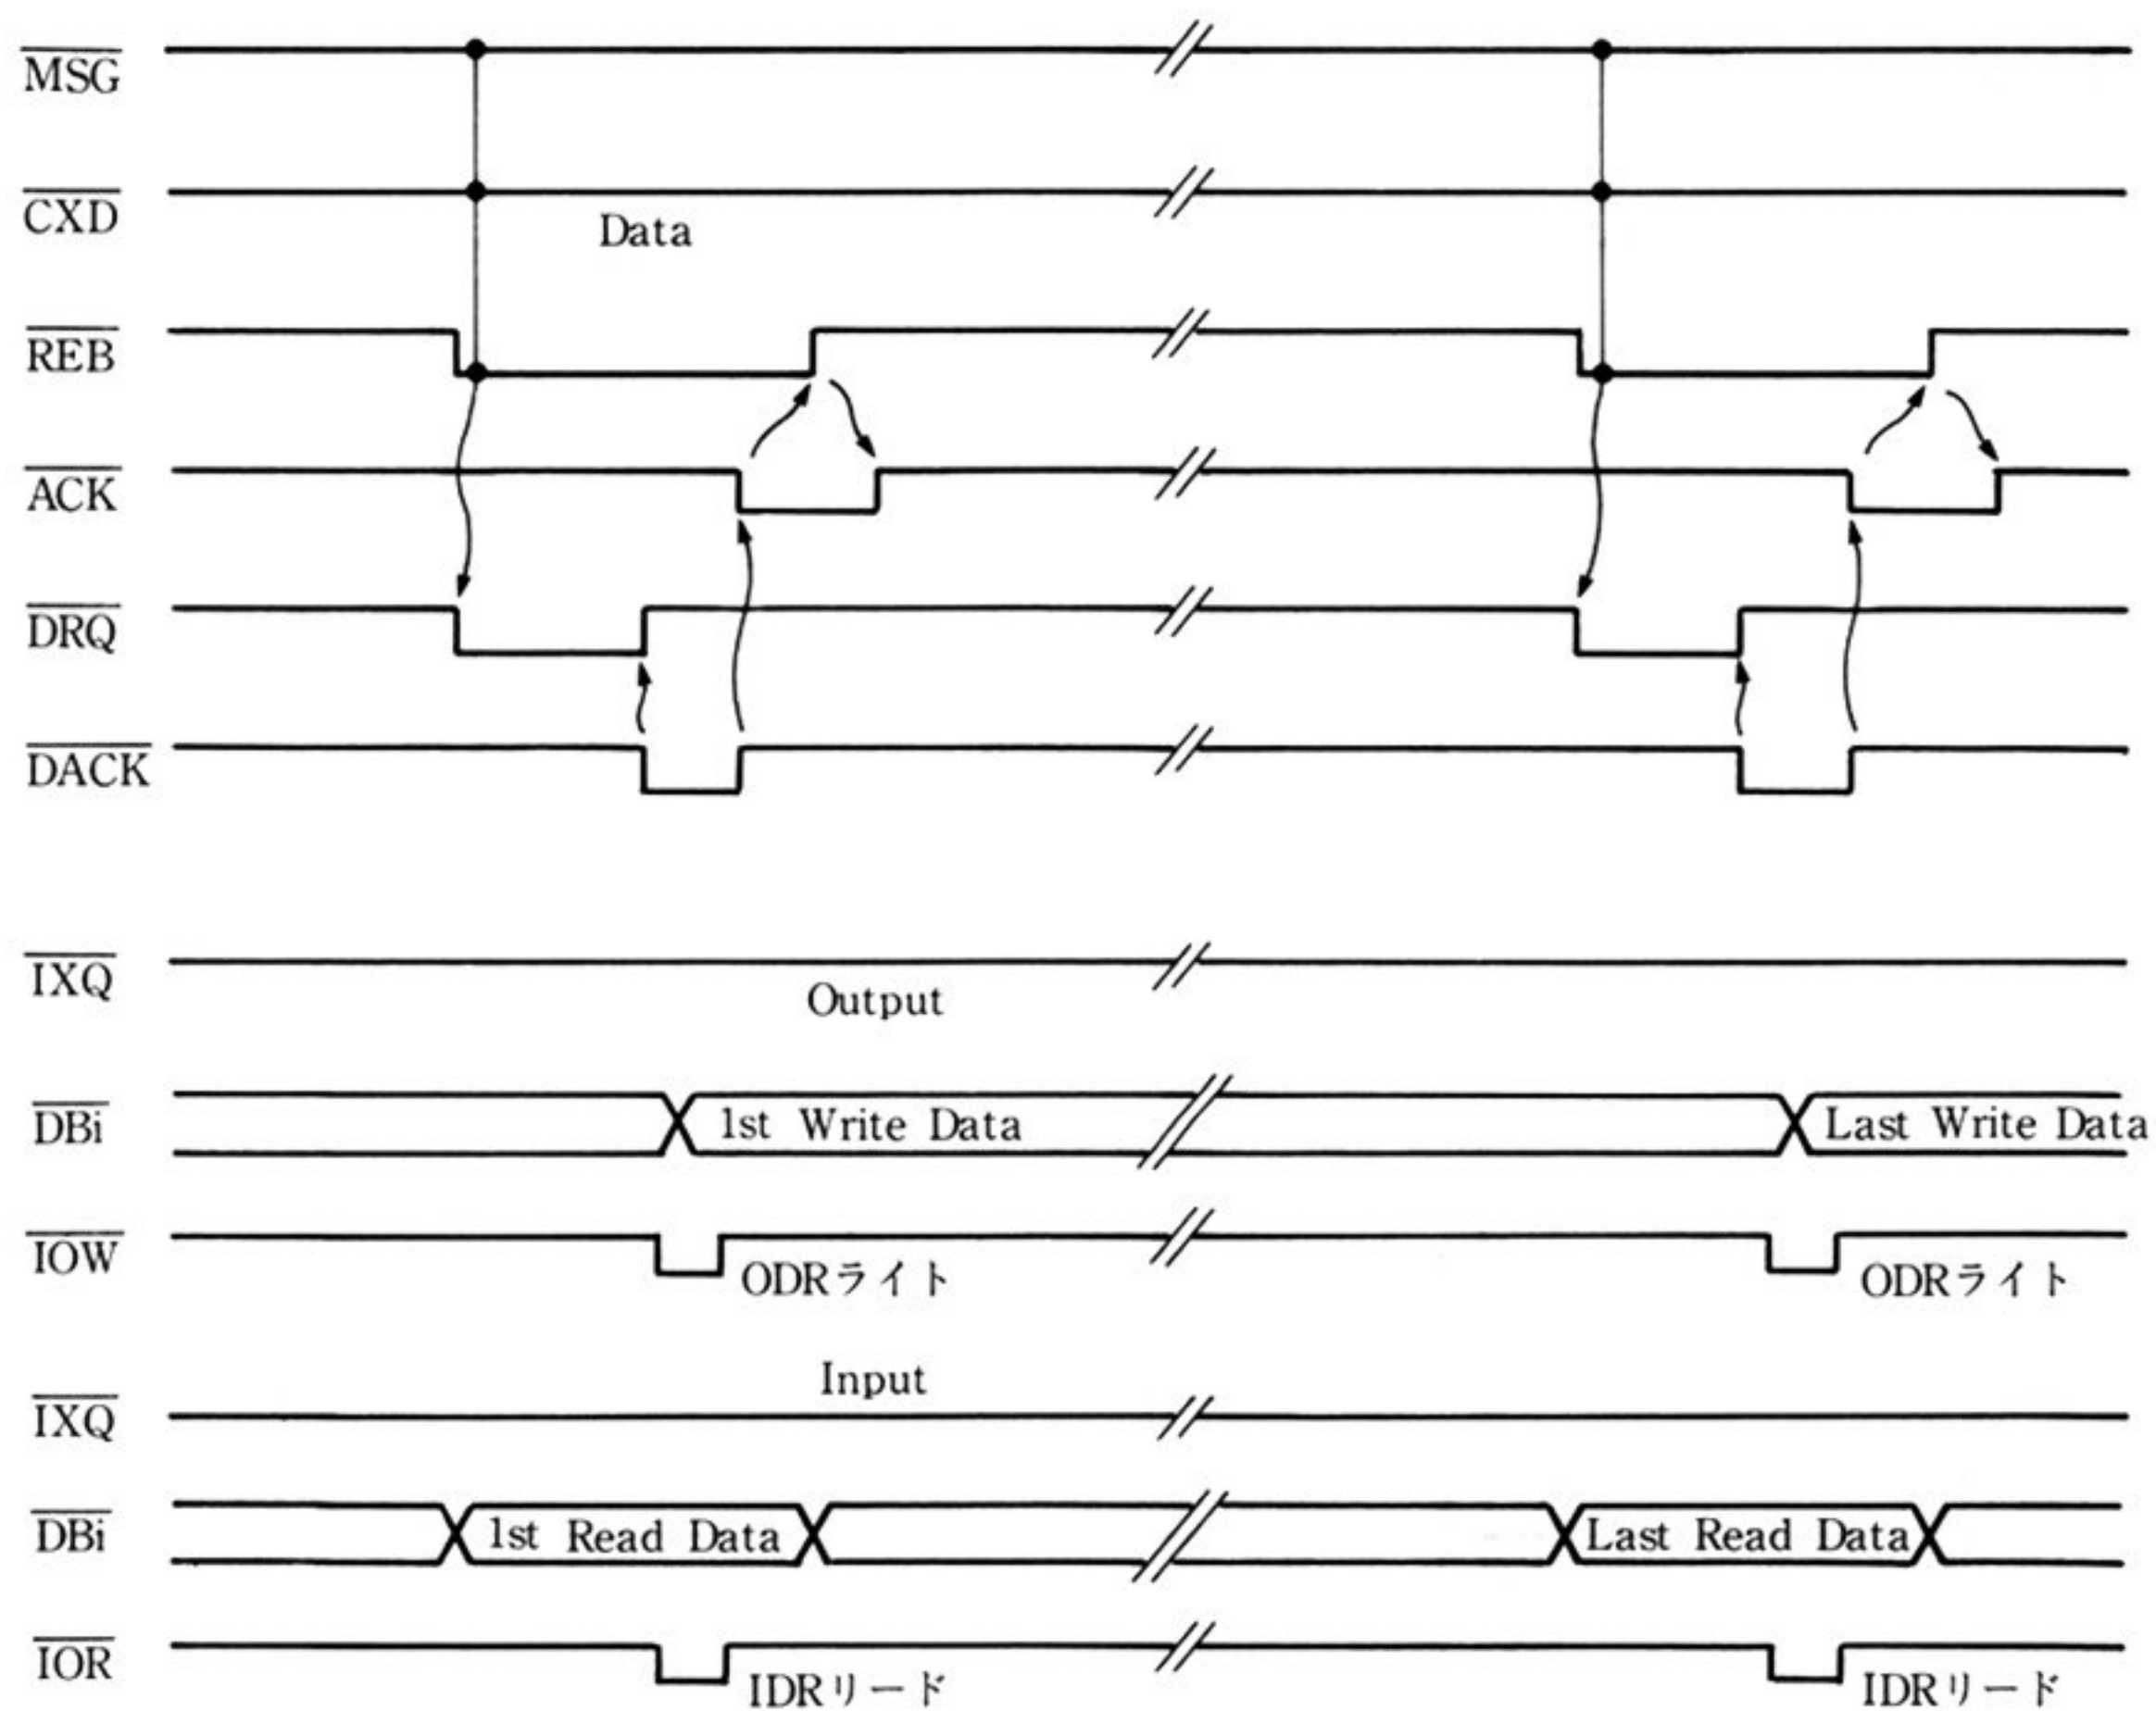 MSG
CXD
Data
REB
ACK
DRQ
DACK
IXQ
Output
DBi
1st Write Data
Last Write Data
IOW
ODRライト
ODRライト
Input
IXQ
DBi
1st Read Data
Last Read Data
IOR
IDRリード
IDRリード